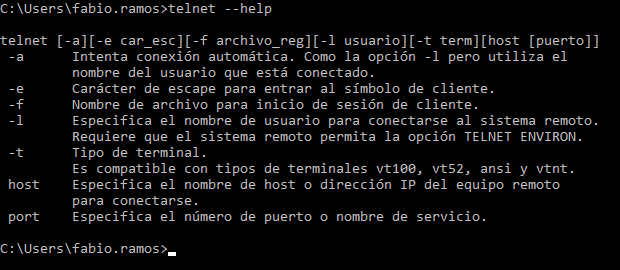 C:\Users\fabio.ramos>telnet --help
telnet [-a][-e car_esc][-f archivo_reg][-l usuario][-t term][host [puerto]]
-a Intenta conexión automática. Como la opción -l pero utiliza el
nombre del usuario que está conectado.
-e Carácter de escape para entrar al símbolo de cliente.
-f Nombre de archivo para inicio de sesión de cliente.
-l Especifica el nombre de usuario para conectarse al sistema remoto.
Requiere que el sistema remoto permita la opción TELNET ENVIRON.
-t Tipo de terminal.
Es compatible con tipos de terminales vt100, vt52, ansi y vtnt.
host Especifica el nombre de host o dirección IP del equipo remoto
para conectarse.
port Especifica el número de puerto o nombre de servicio.
C:\Users\fabio.ramos>